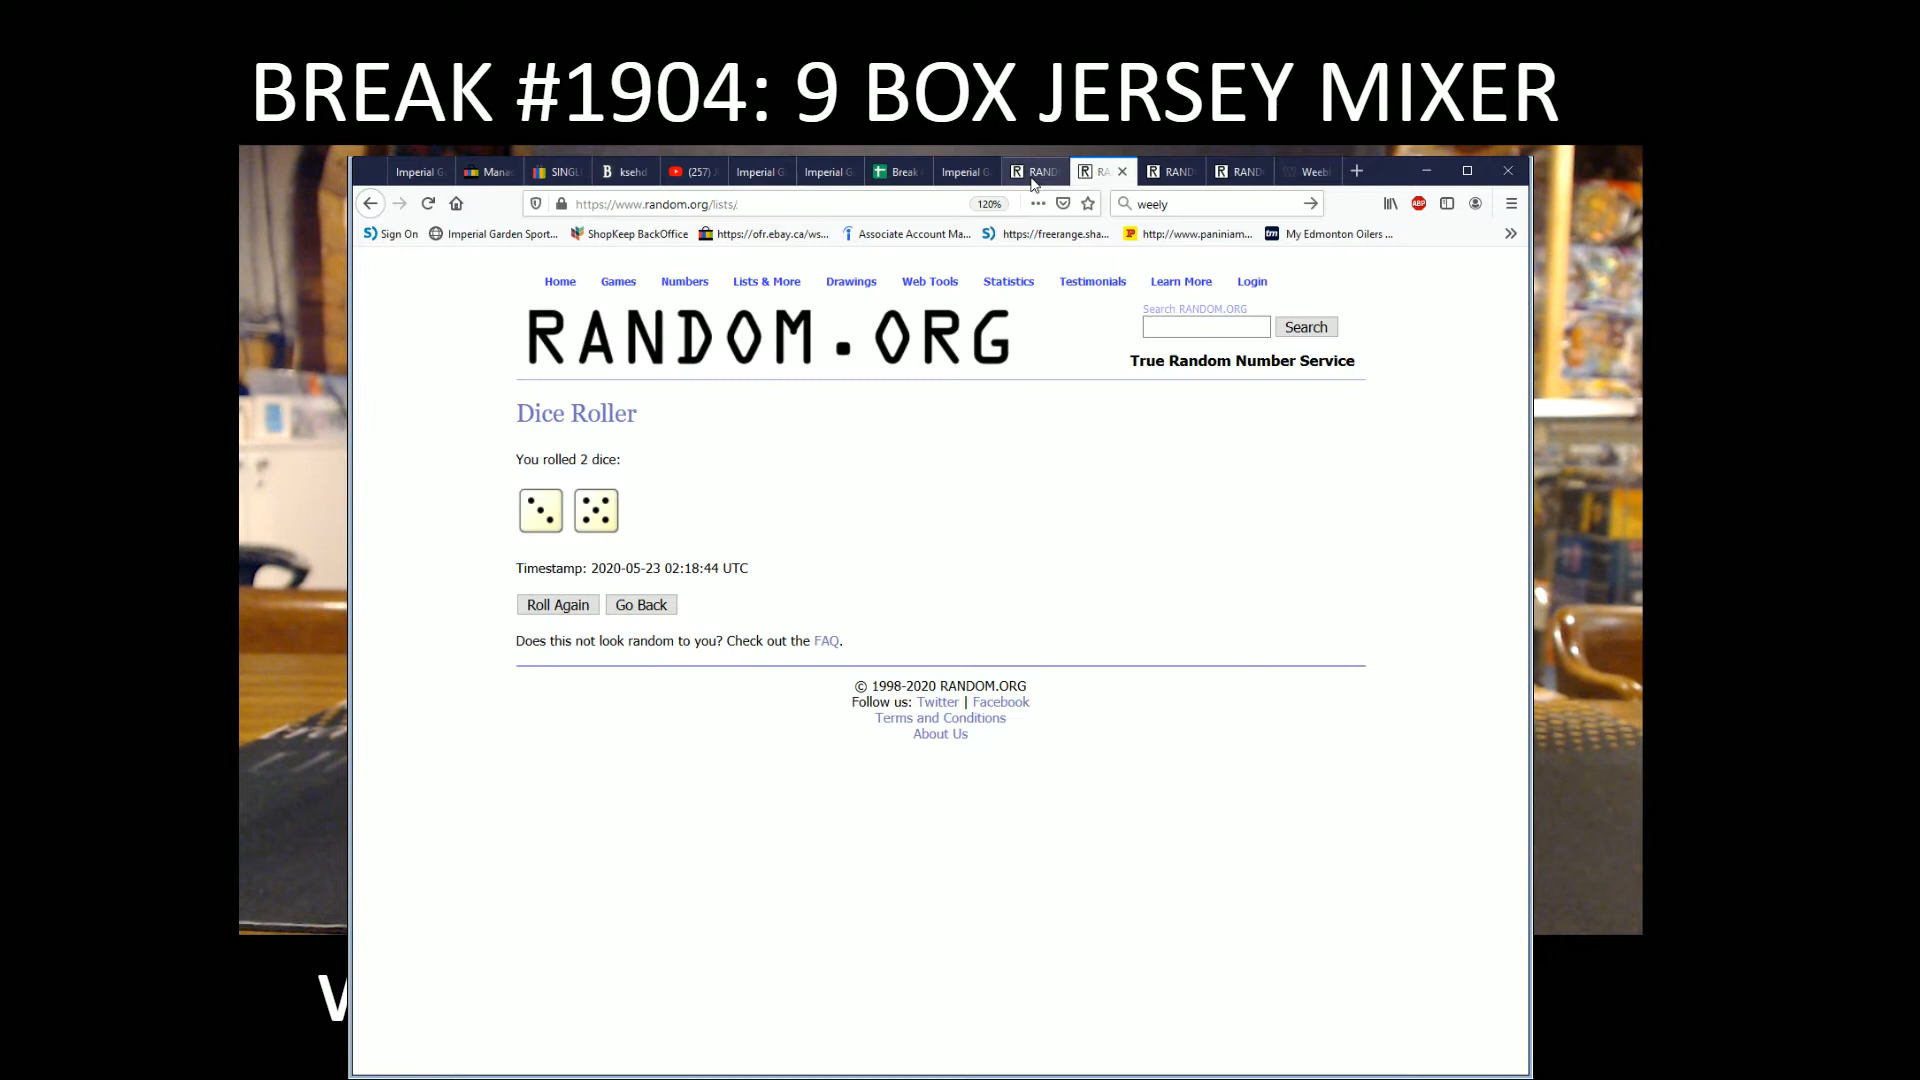 BREAK #1904: 9 BOX JERSEY MIXER
Imperial G
Mana
SINGL
ksehd
(257)
Imperial G
Imperial G
Break
Imperial G
RAND
RA
RAND
RAND
Weebl
https://www.random.org/lists/
120%
weely
Sign On
Imperial Garden Sport...
ShopKeep BackOffice
https://ofr.ebay.ca/ws...
Associate Account Ma...
https://freerange.sha...
http://www.paniniam...
My Edmonton Oilers ...
Home Games Numbers Lists & More Drawings Web Tools Statistics Testimonials Learn More Login
Search RANDOM.ORG
RANDOM.ORG
Search
True Random Number Service
Dice Roller
You rolled 2 dice:
Timestamp: 2020-05-23 02:18:44 UTC
Roll Again Go Back
Does this not look random to you? Check out the FAQ.
© 1998-2020 RANDOM.ORG
Follow us: Twitter | Facebook
Terms and Conditions
About Us